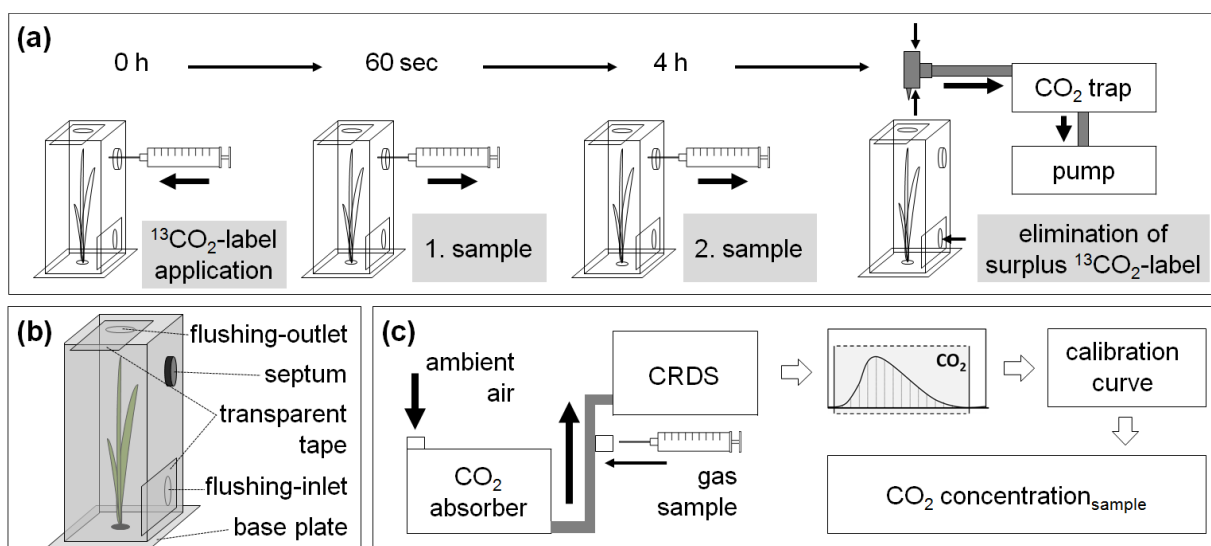 (a)
0 h
60 sec
4 h
CO₂ trap
pump
¹³CO₂-label
application
1. sample
2. sample
elimination of
surplus ¹³CO₂-label
(b)
flushing-outlet
septum
transparent
tape
flushing-inlet
base plate
(c)
ambient
air
CO₂
absorber
CRDS
gas
sample
CO₂
calibration
curve
CO₂ concentrationₛₐₘₚₗₑ